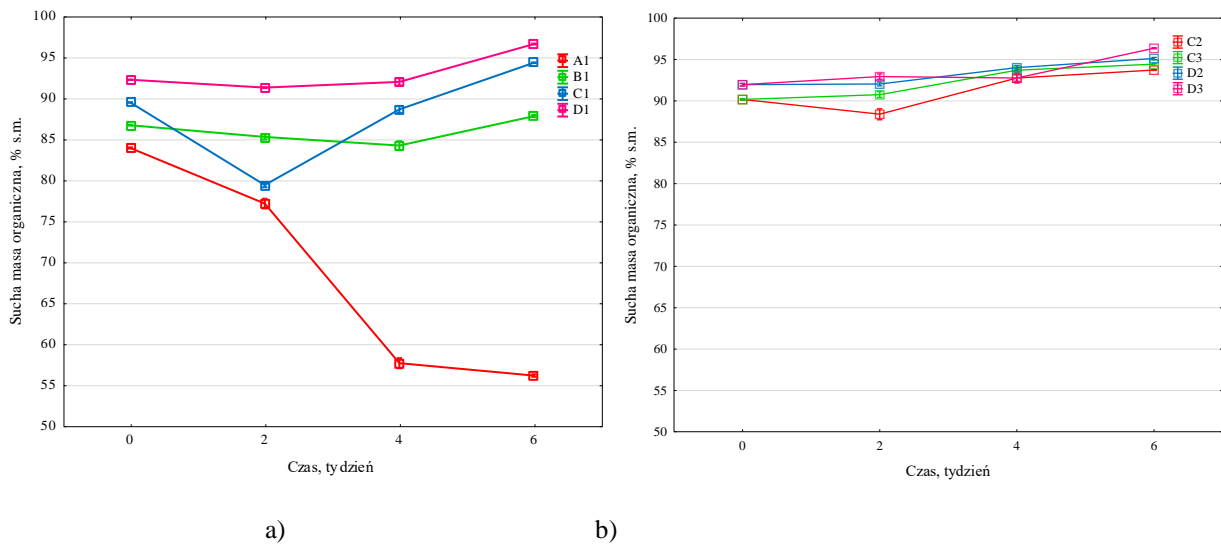 Sucha masa organiczna, % s.m.
100
95
90
85
80
75
70
65
60
55
50
0
2
4
6
Czas, tydzień
A1
B1
C1
D1
a)
Sucha masa organiczna, % s.m.
100
95
90
85
80
75
70
65
60
55
50
0
2
4
6
Czas, tydzień
C2
C3
D2
D3
b)